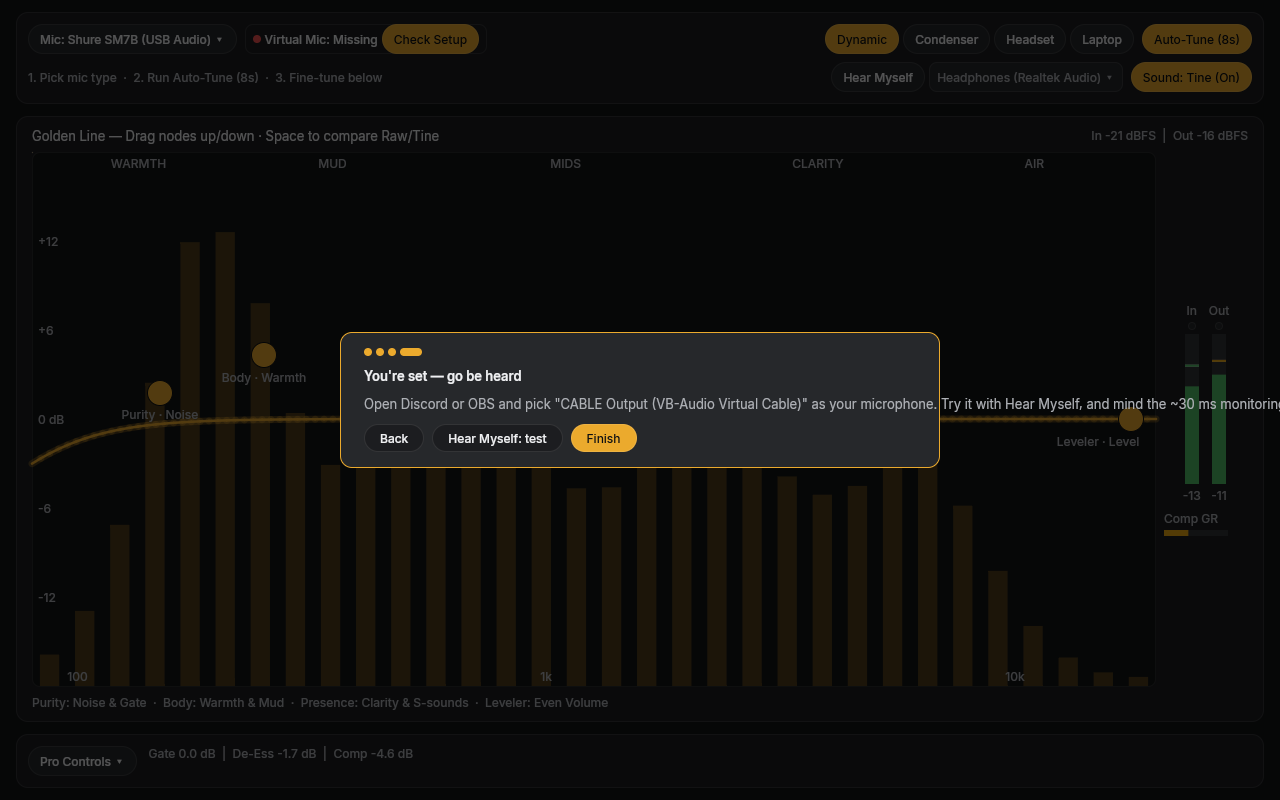 Mic: Shure SM7B (USB Audio) ▾
Virtual Mic: Missing
Check Setup
Dynamic
Condenser
Headset
Laptop
Auto-Tune (8s)
1. Pick mic type · 2. Run Auto-Tune (8s) · 3. Fine-tune below
Hear Myself
Headphones (Realtek Audio) ▾
Sound: Tine (On)
Golden Line — Drag nodes up/down · Space to compare Raw/Tine
In -21 dBFS | Out -16 dBFS
WARMTH
MUD
MIDS
CLARITY
AIR
+12
+6
0 dB
-6
-12
Body · Warmth
Purity · Noise
Leveler · Level
You're set — go be heard
Open Discord or OBS and pick "CABLE Output (VB-Audio Virtual Cable)" as your microphone. Try it with Hear Myself, and mind the ~30 ms monitoring
Back
Hear Myself: test
Finish
In
Out
-13
-11
Comp GR
100
1k
10k
Purity: Noise & Gate · Body: Warmth & Mud · Presence: Clarity & S-sounds · Leveler: Even Volume
Pro Controls ▾
Gate 0.0 dB | De-Ess -1.7 dB | Comp -4.6 dB